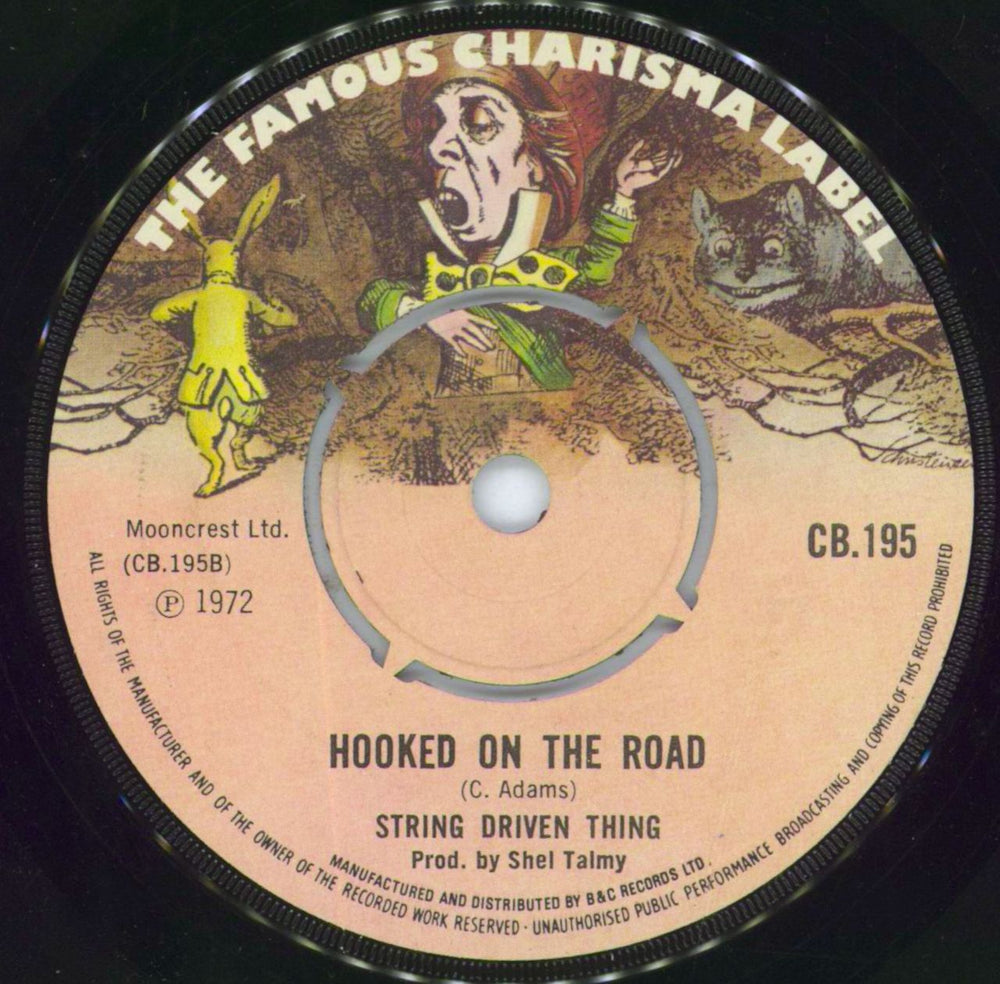 THE FAMOUS CHARISMA LABEL
Mooncrest Ltd.
(CB.195B)
Ⓟ 1972
CB.195
HOOKED ON THE ROAD
(C. Adams)
STRING DRIVEN THING
Prod. by Shel Talmy
MANUFACTURED AND DISTRIBUTED BY B&C RECORDS LTD.
ALL RIGHTS OF THE MANUFACTURER AND OF THE OWNER OF THE RECORDED WORK RESERVED · UNAUTHORISED PUBLIC PERFORMANCE BROADCASTING AND COPYING OF THIS RECORD PROHIBITED